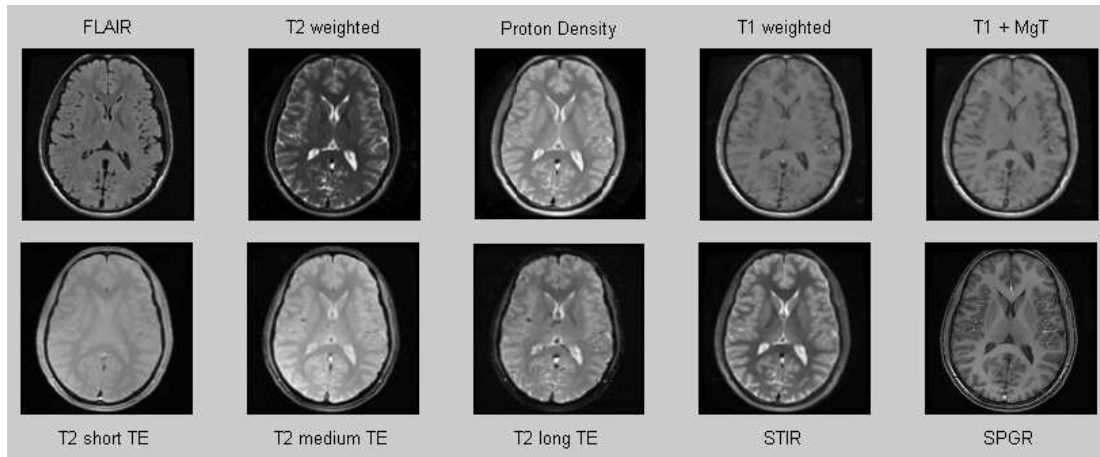 FLAIR
T2 weighted
Proton Density
T1 weighted
T1 + MgT
T2 short TE
T2 medium TE
T2 long TE
STIR
SPGR